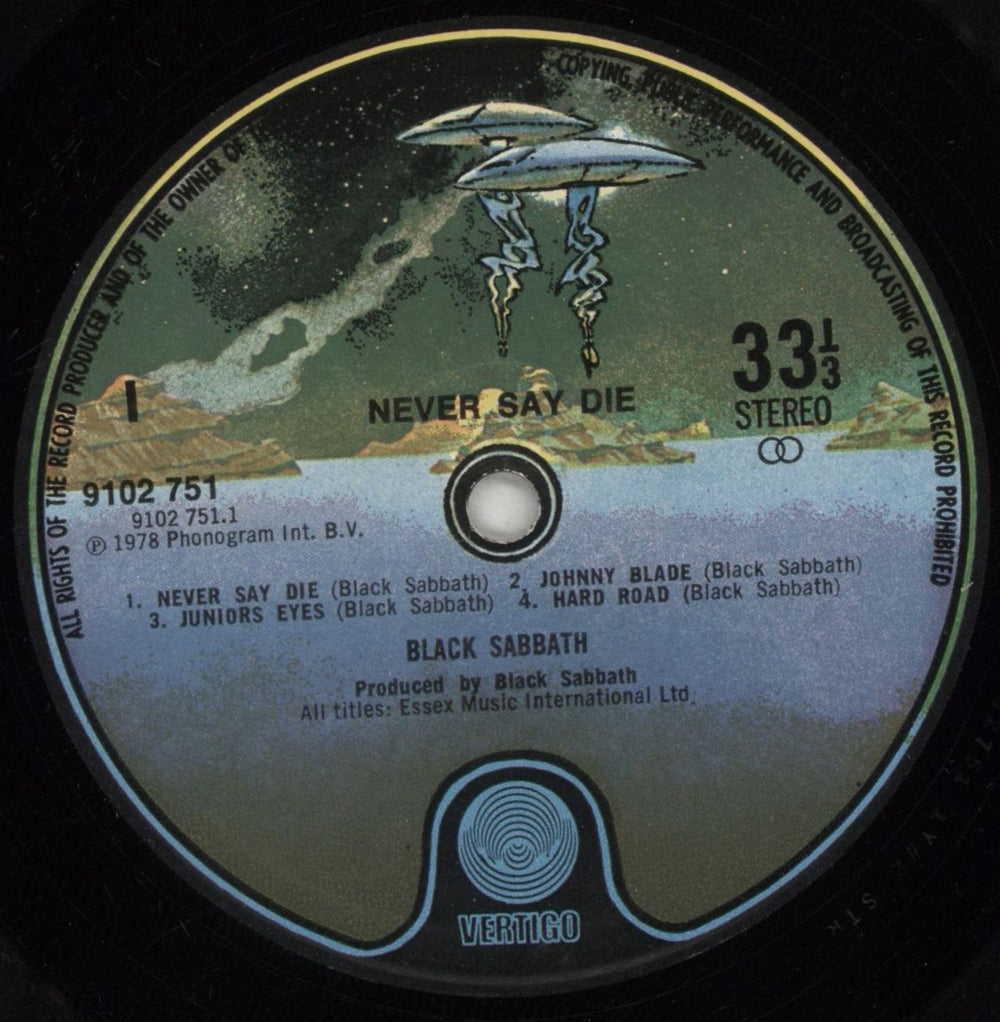 ALL RIGHTS OF THE RECORD PRODUCER AND OF THE OWNER OF
COPYING, PERFORMANCE AND BROADCASTING OF THIS RECORD PROHIBITED
33 1/3
STEREO
I
NEVER SAY DIE
9102 751
9102 751.1
℗ 1978 Phonogram Int. B.V.
1. NEVER SAY DIE (Black Sabbath) 2. JOHNNY BLADE (Black Sabbath)
3. JUNIORS EYES (Black Sabbath) 4. HARD ROAD (Black Sabbath)
BLACK SABBATH
Produced by Black Sabbath
All titles: Essex Music International Ltd.
VERTIGO